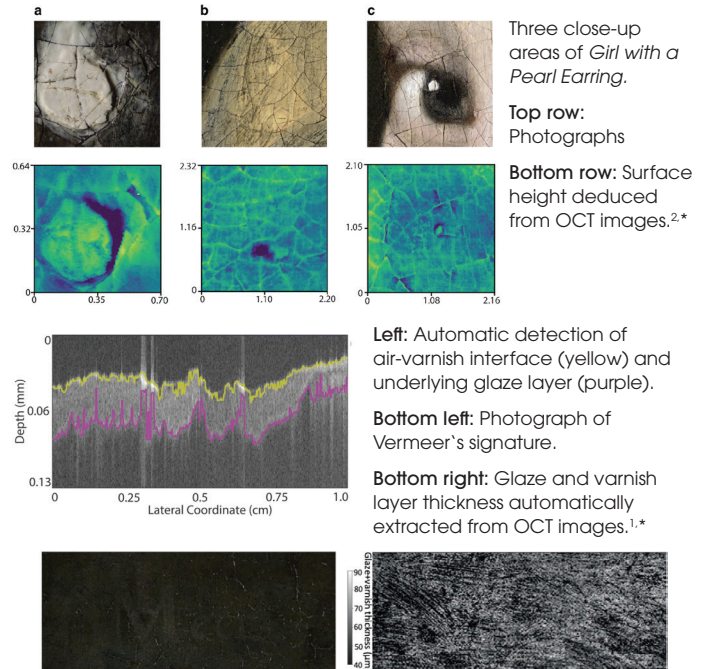 a
b
c
Three close-up
areas of Girl with a
Pearl Earring.
Top row:
Photographs
Bottom row: Surface
height deduced
from OCT images.2,*
0.64
0.32
0
0
0.35
0.70
2.32
1.16
0
0
1.10
2.20
2.10
1.05
0
0
1.08
2.16
0
0.06
0.13
Depth (mm)
0
0.25
0.5
0.75
1.0
Lateral Coordinate (cm)
Left: Automatic detection of
air-varnish interface (yellow) and
underlying glaze layer (purple).
Bottom left: Photograph of
Vermeer`s signature.
Bottom right: Glaze and varnish
layer thickness automatically
extracted from OCT images.1,*
90
80
70
60
50
40
Glaze+varnish thickness (μm